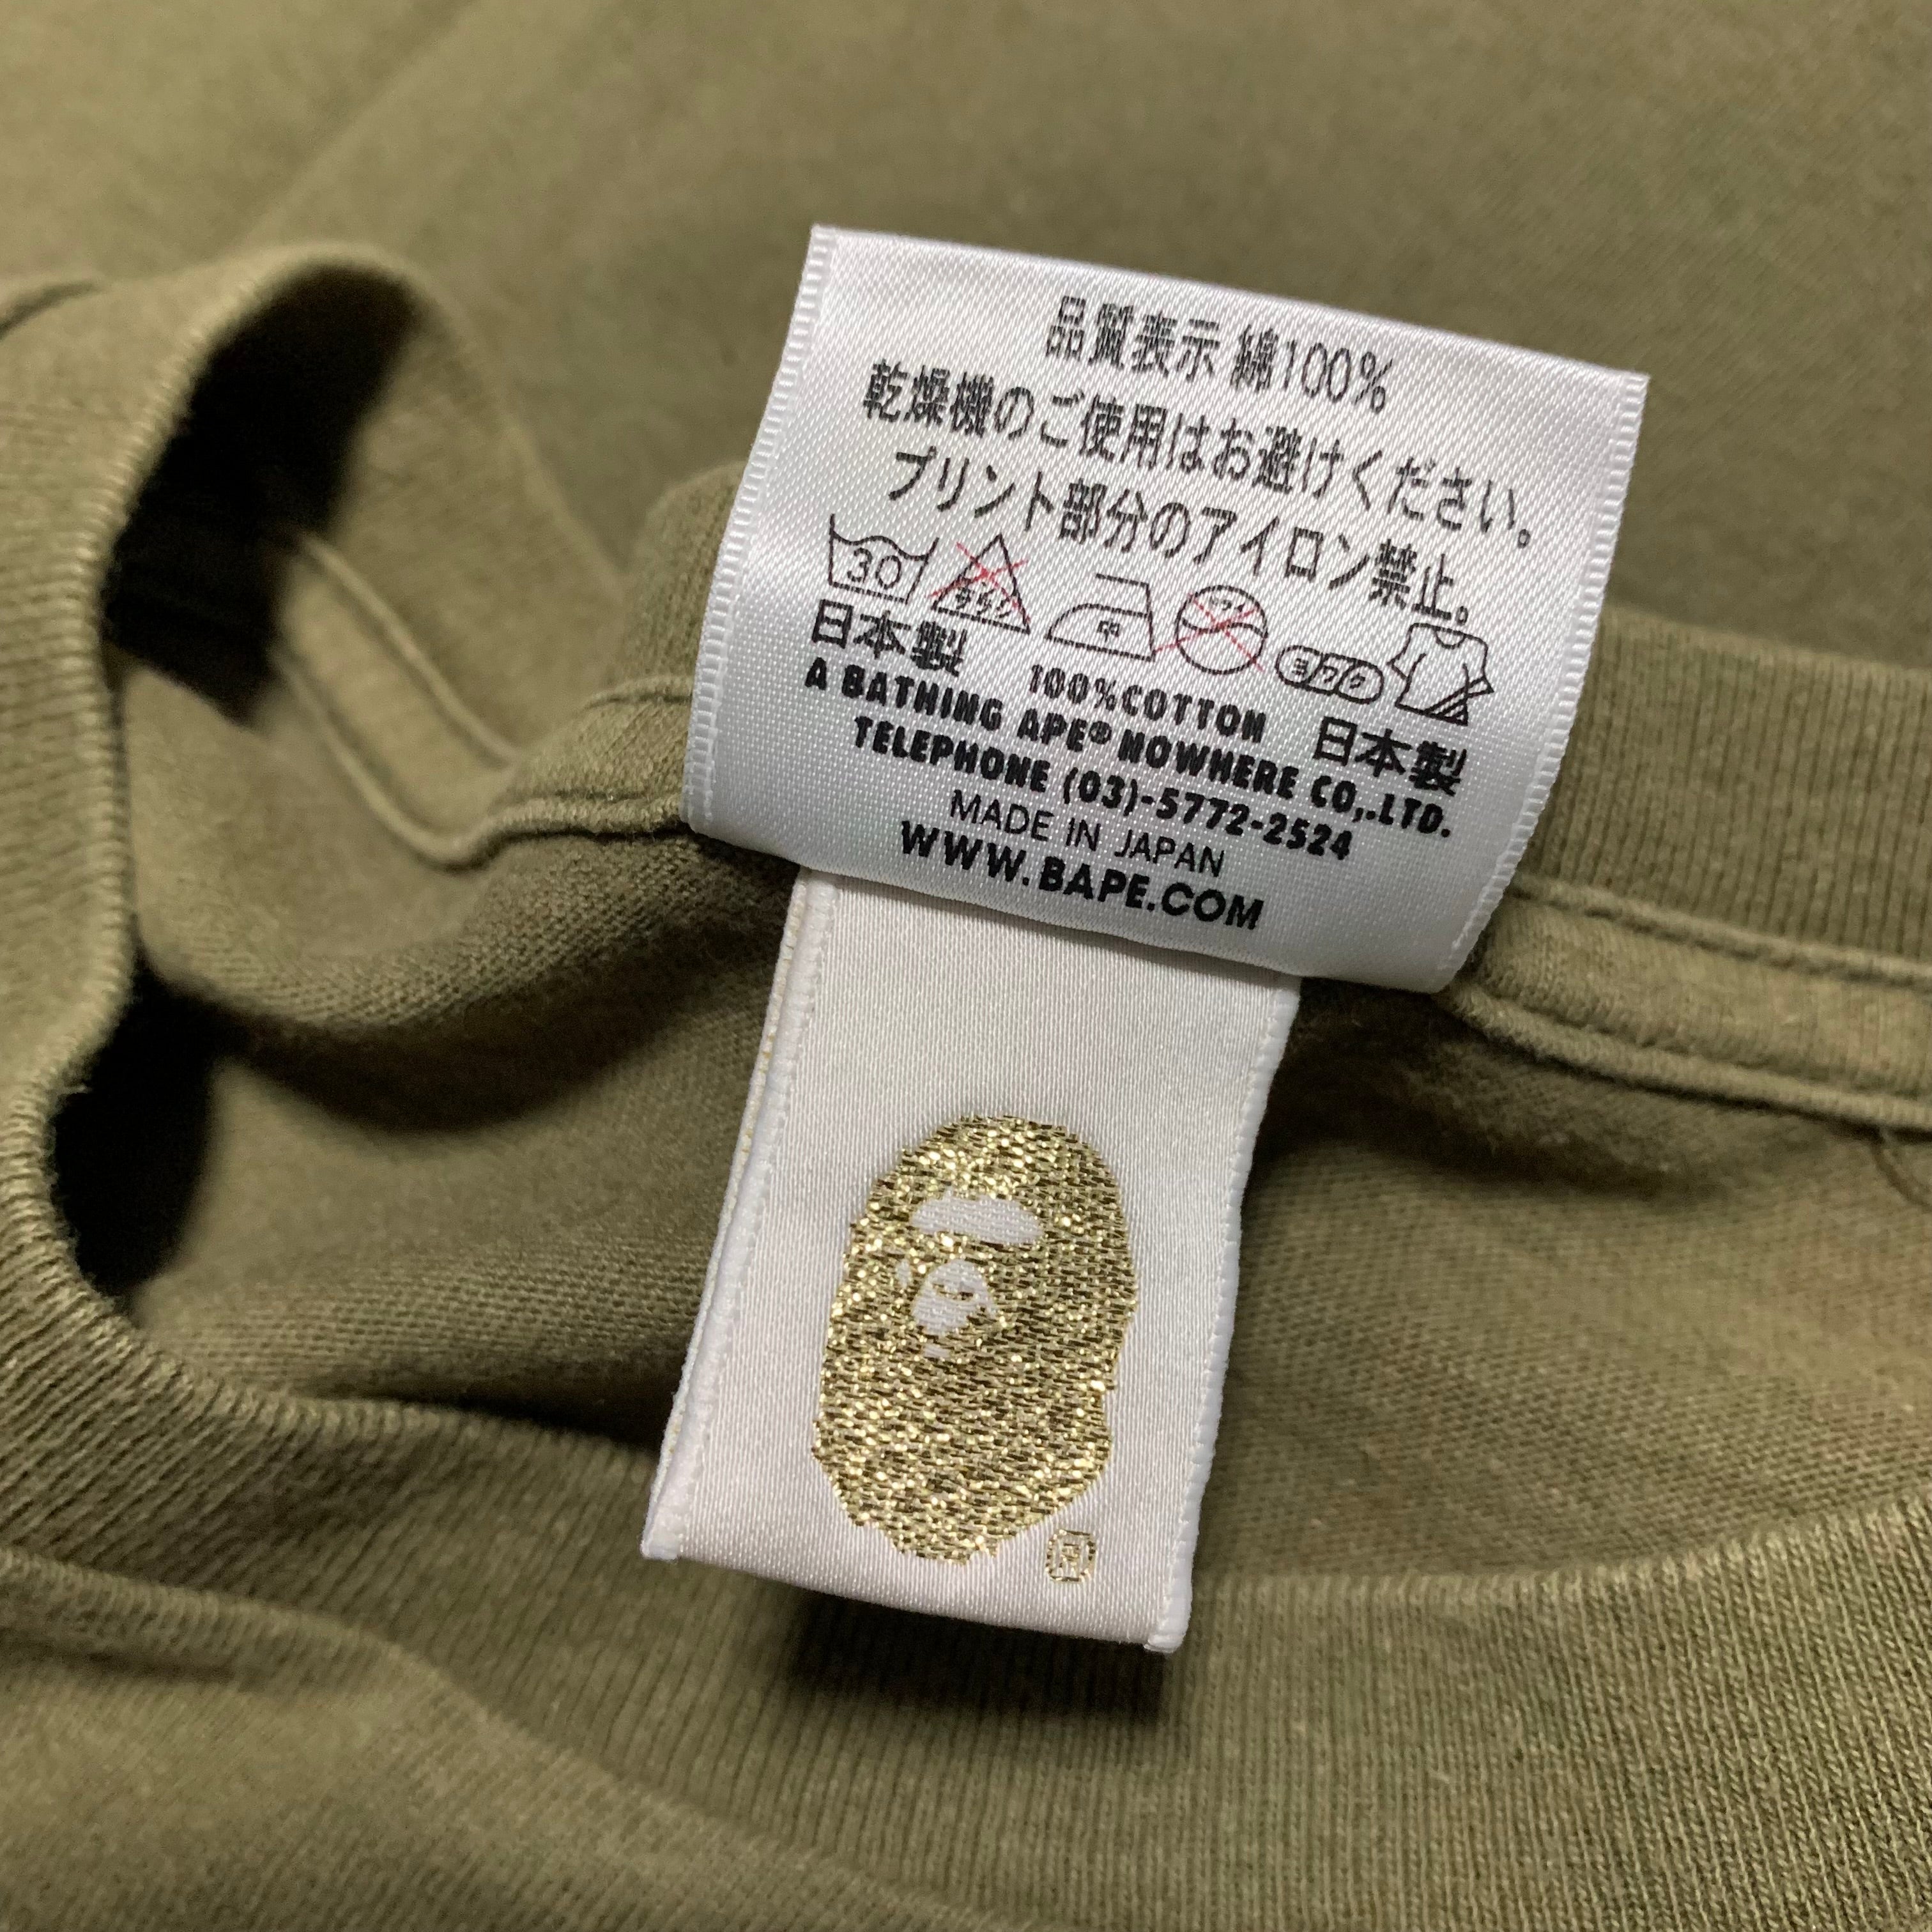 品質表示 綿100%
乾燥機のご使用はお避けください。
プリント部分のアイロン禁止。
30 中 ヨワク
日本製 100%COTTON 日本製
A BATHING APE® NOWHERE CO,.LTD.
TELEPHONE (03)-5772-2524
MADE IN JAPAN
WWW.BAPE.COM
®